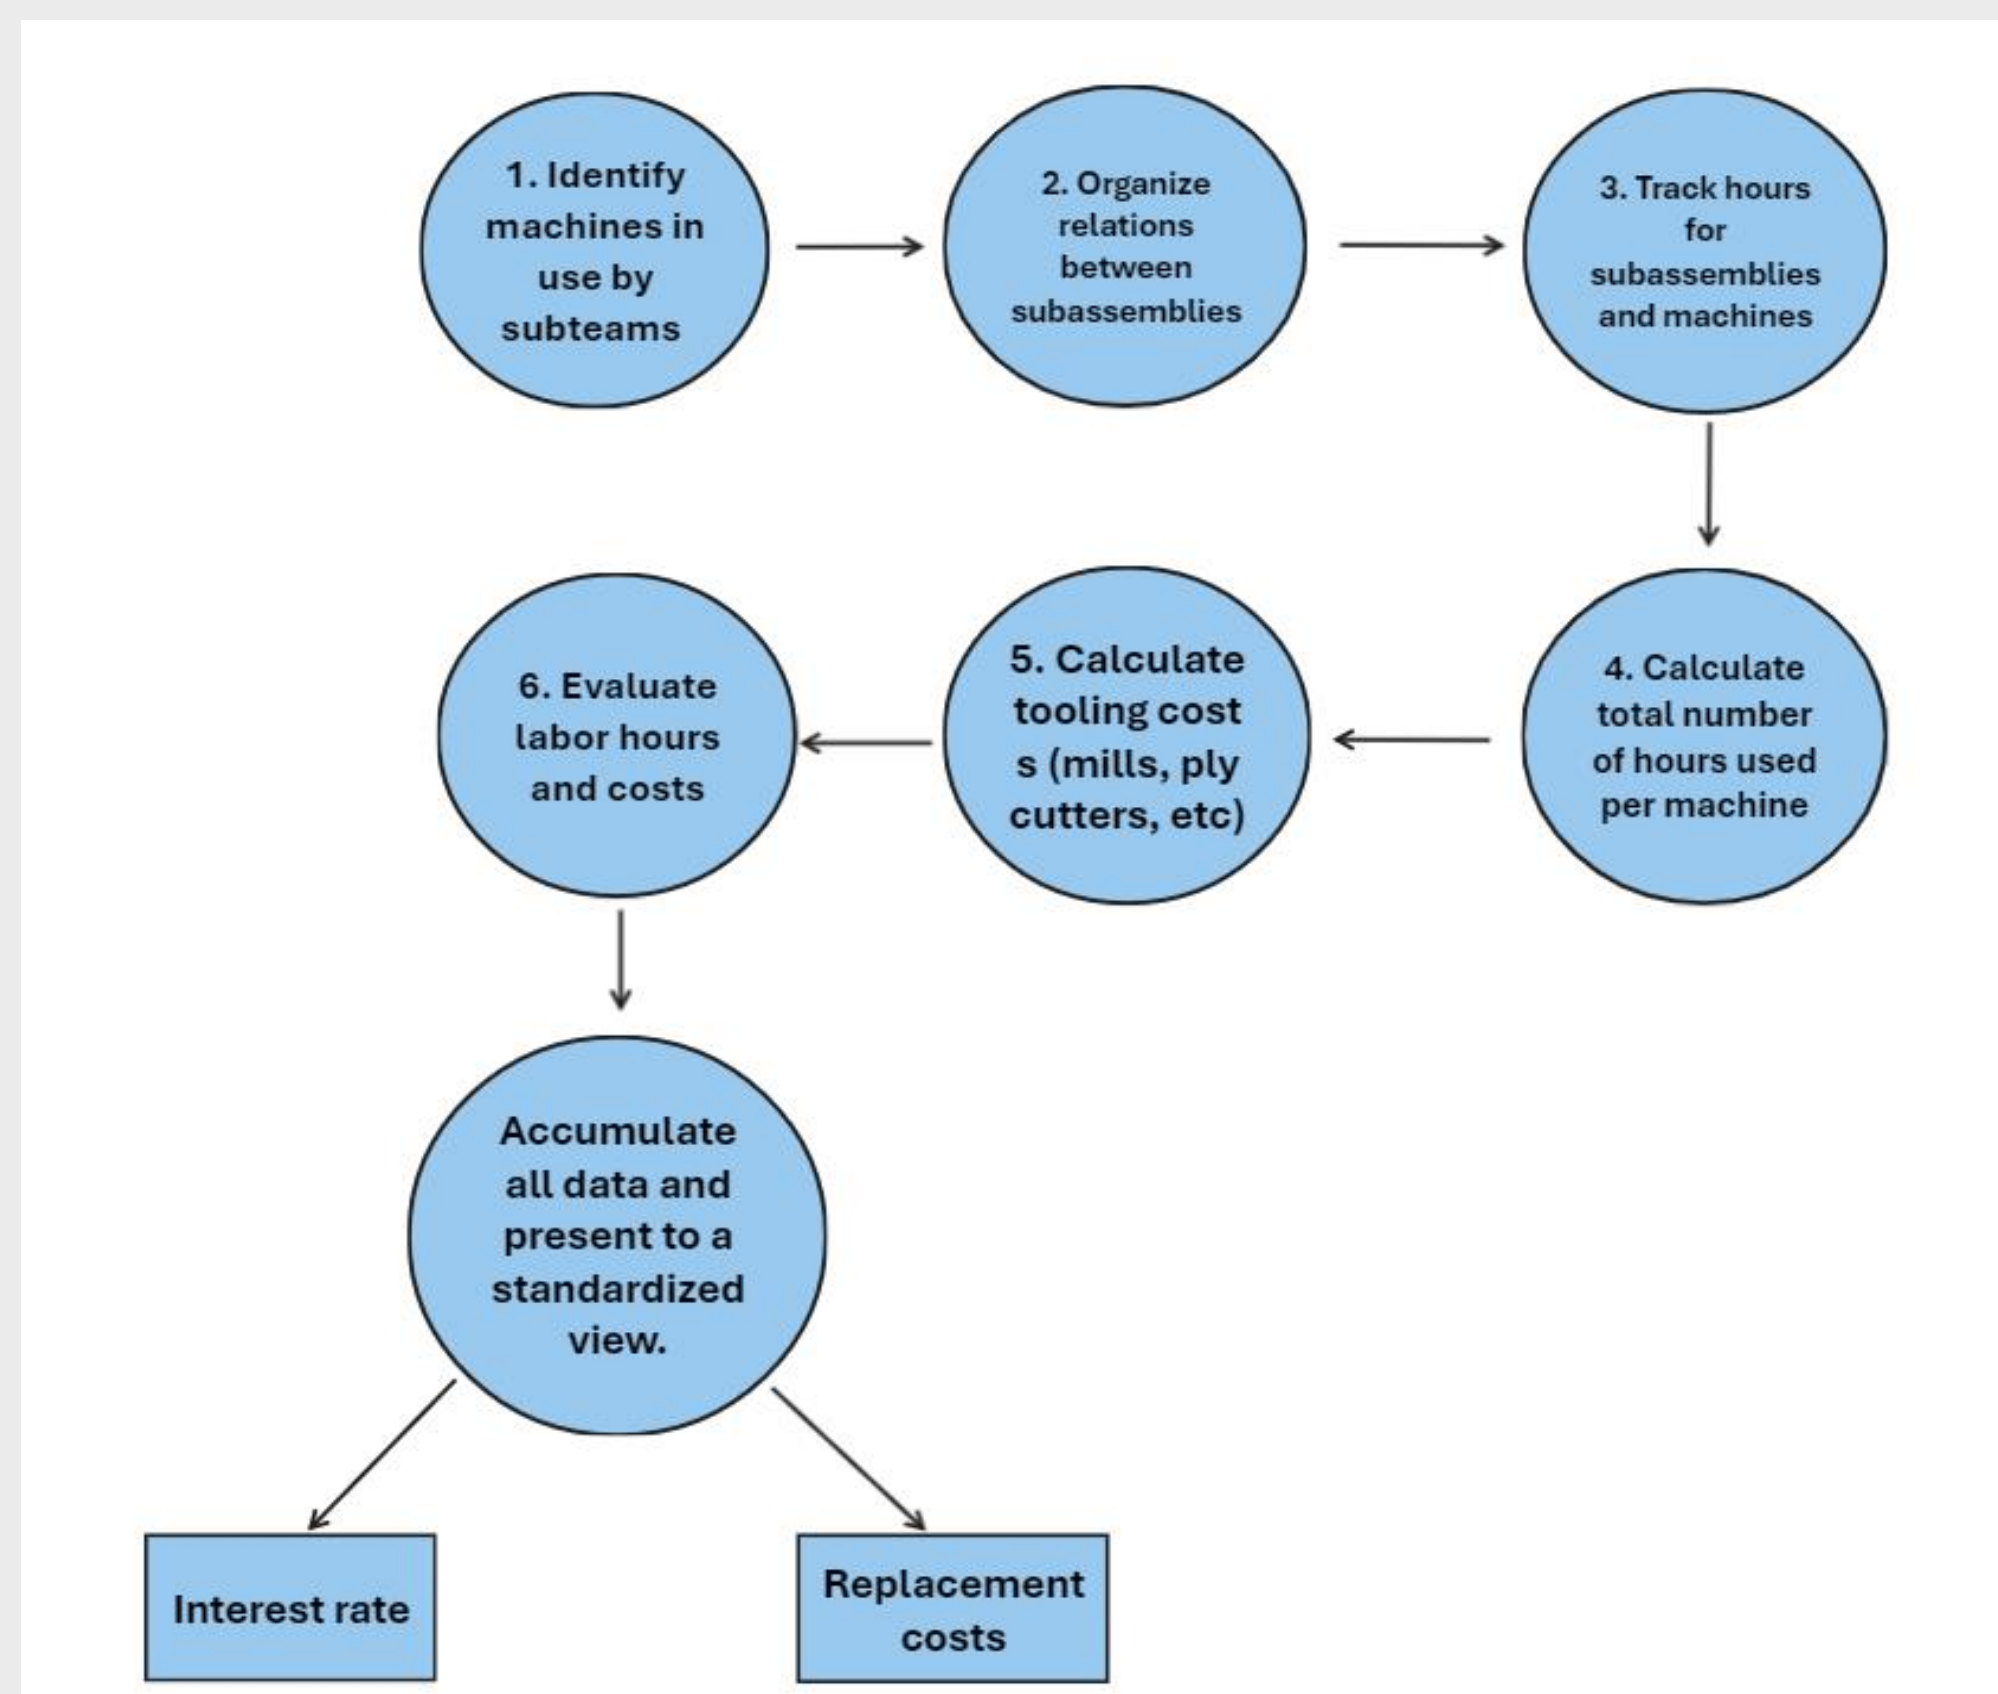 1. Identify
machines in
use by
subteams
2. Organize
relations
between
subassemblies
3. Track hours
for
subassemblies
and machines
4. Calculate
total number
of hours used
per machine
5. Calculate
tooling cost
s (mills, ply
cutters, etc)
6. Evaluate
labor hours
and costs
Accumulate
all data and
present to a
standardized
view.
Interest rate
Replacement
costs